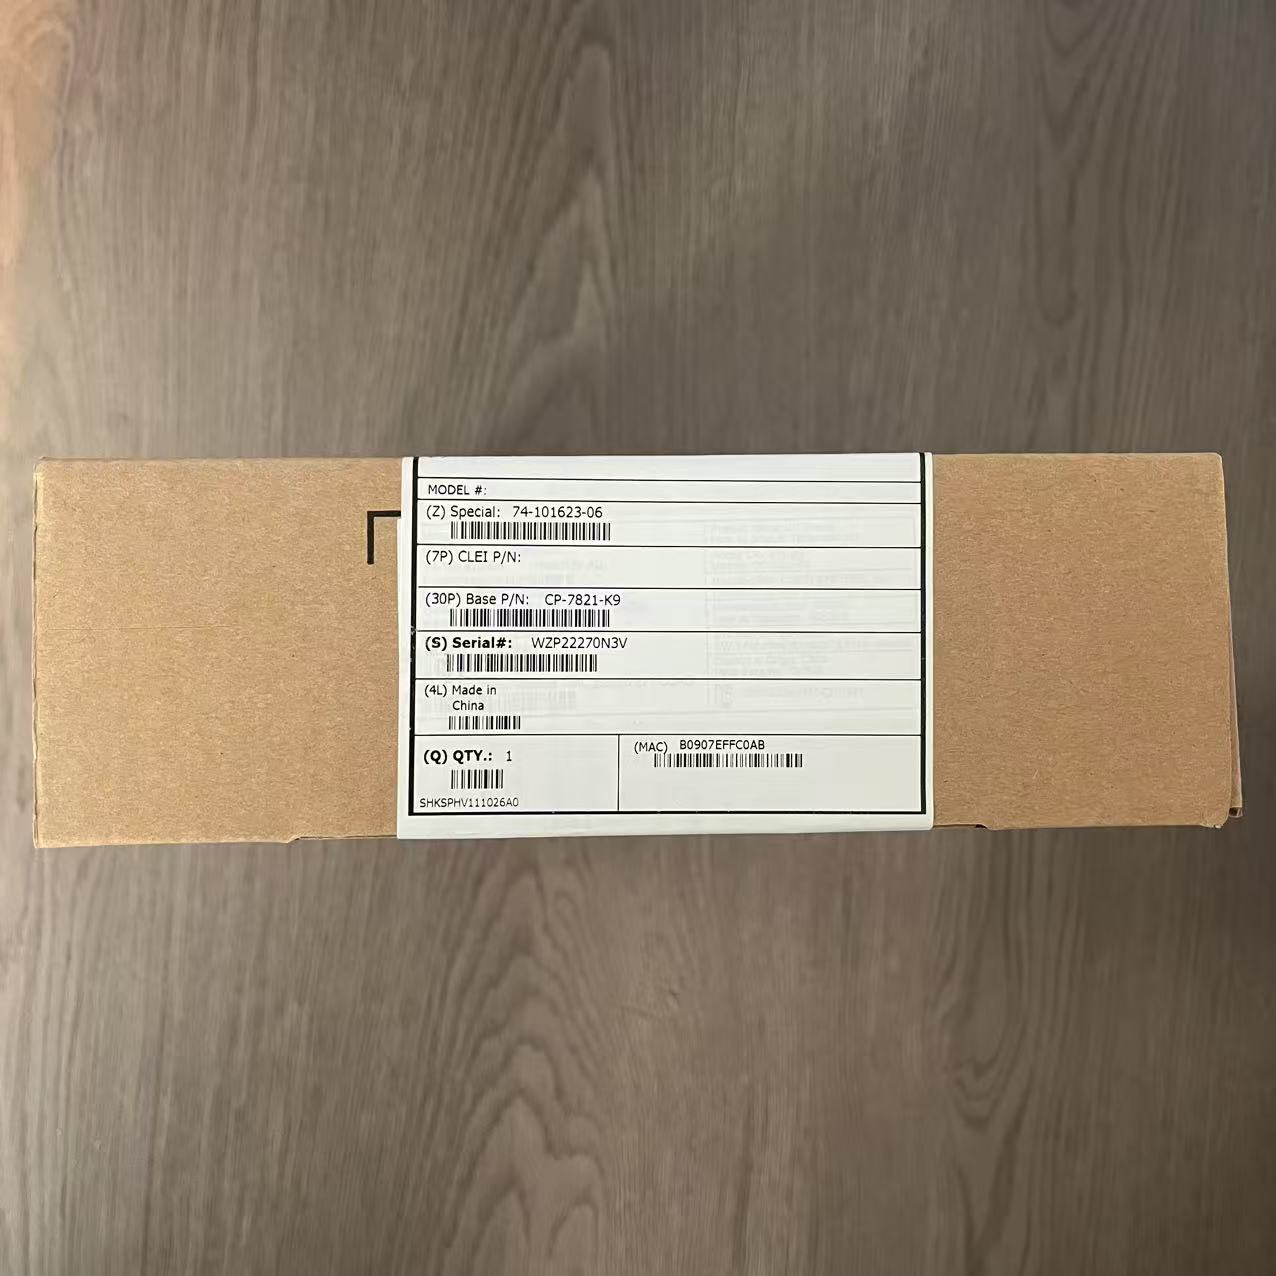 MODEL #:
(Z) Special: 74-101623-06
(7P) CLEI P/N:
(30P) Base P/N: CP-7821-K9
(S) Serial#: WZP22270N3V
(4L) Made in
China
(Q) QTY.: 1
SHKSPHV111026A0
(MAC) B0907EFFC0AB